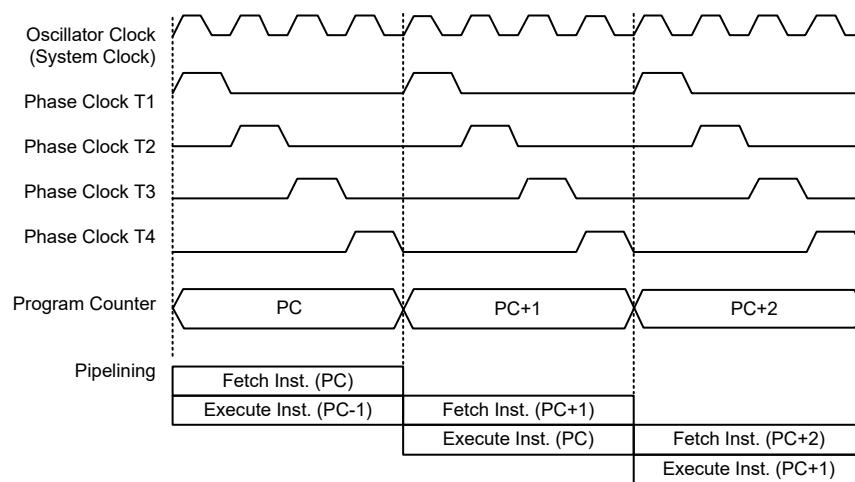 Oscillator Clock
(System Clock)
Phase Clock T1
Phase Clock T2
Phase Clock T3
Phase Clock T4
Program Counter
PC
PC+1
PC+2
Pipelining
Fetch Inst. (PC)
Execute Inst. (PC-1)
Fetch Inst. (PC+1)
Execute Inst. (PC)
Fetch Inst. (PC+2)
Execute Inst. (PC+1)